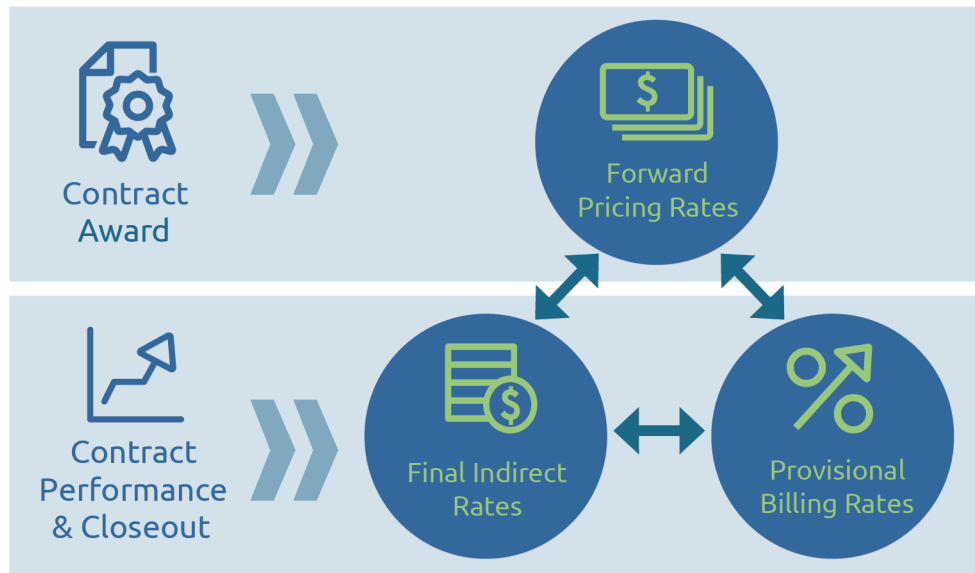 $
Forward
Pricing Rates
Contract
Award
$
Final Indirect
Rates
Provisional
Billing Rates
Contract
Performance
& Closeout